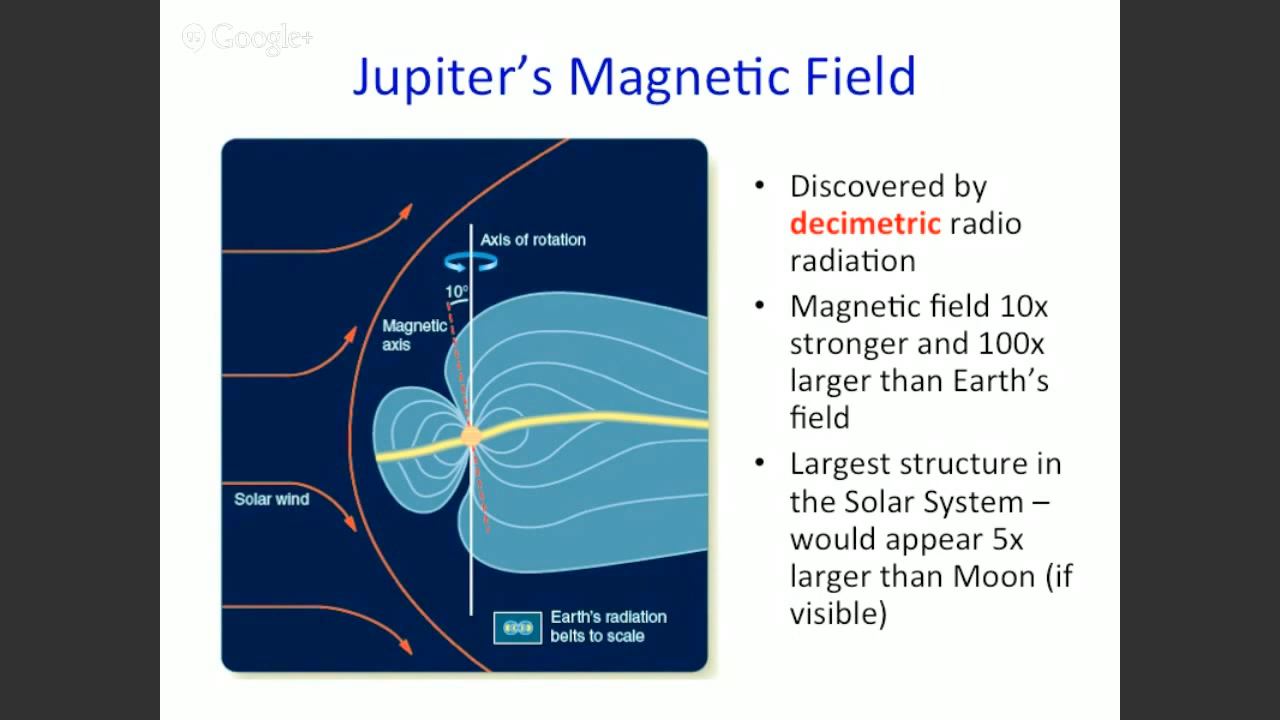 Google+
Jupiter’s Magnetic Field
Axis of rotation
10°
Magnetic
axis
Solar wind
Earth's radiation
belts to scale
• Discovered by
decimetric radio
radiation
• Magnetic field 10x
stronger and 100x
larger than Earth’s
field
• Largest structure in
the Solar System –
would appear 5x
larger than Moon (if
visible)